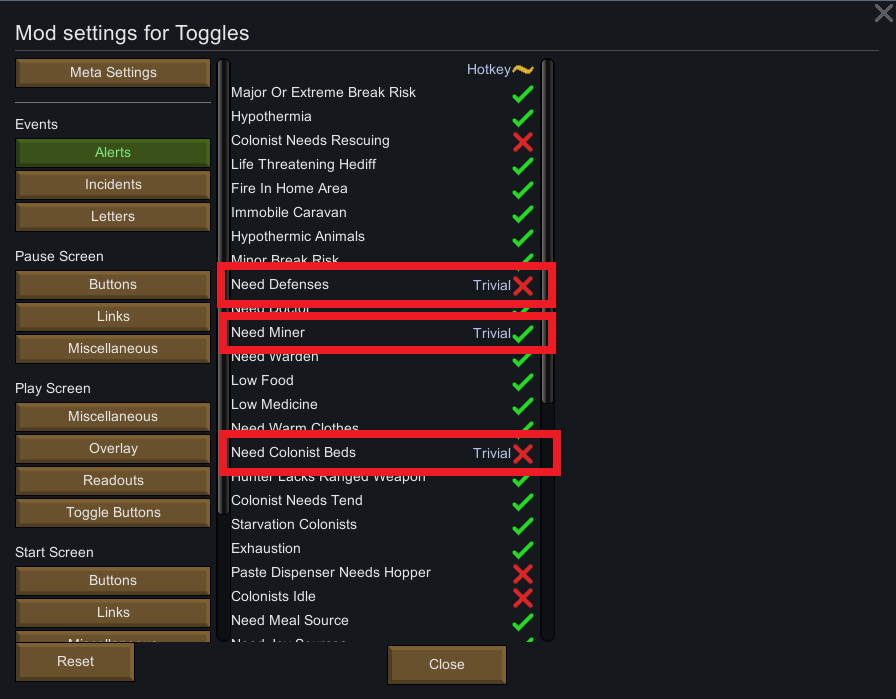 Mod settings for Toggles
Meta Settings
Events
Alerts
Incidents
Letters
Pause Screen
Buttons
Links
Miscellaneous
Play Screen
Miscellaneous
Overlay
Readouts
Toggle Buttons
Start Screen
Buttons
Links
Miscellaneous
Reset
Hotkey
Major Or Extreme Break Risk
Hypothermia
Colonist Needs Rescuing
Life Threatening Hediff
Fire In Home Area
Immobile Caravan
Hypothermic Animals
Minor Break Risk
Need Defenses Trivial
Need Doctor
Need Miner Trivial
Need Warden
Low Food
Low Medicine
Need Warm Clothes
Need Colonist Beds Trivial
Hunter Lacks Ranged Weapon
Colonist Needs Tend
Starvation Colonists
Exhaustion
Paste Dispenser Needs Hopper
Colonists Idle
Need Meal Source
Need Joy Sources
Close